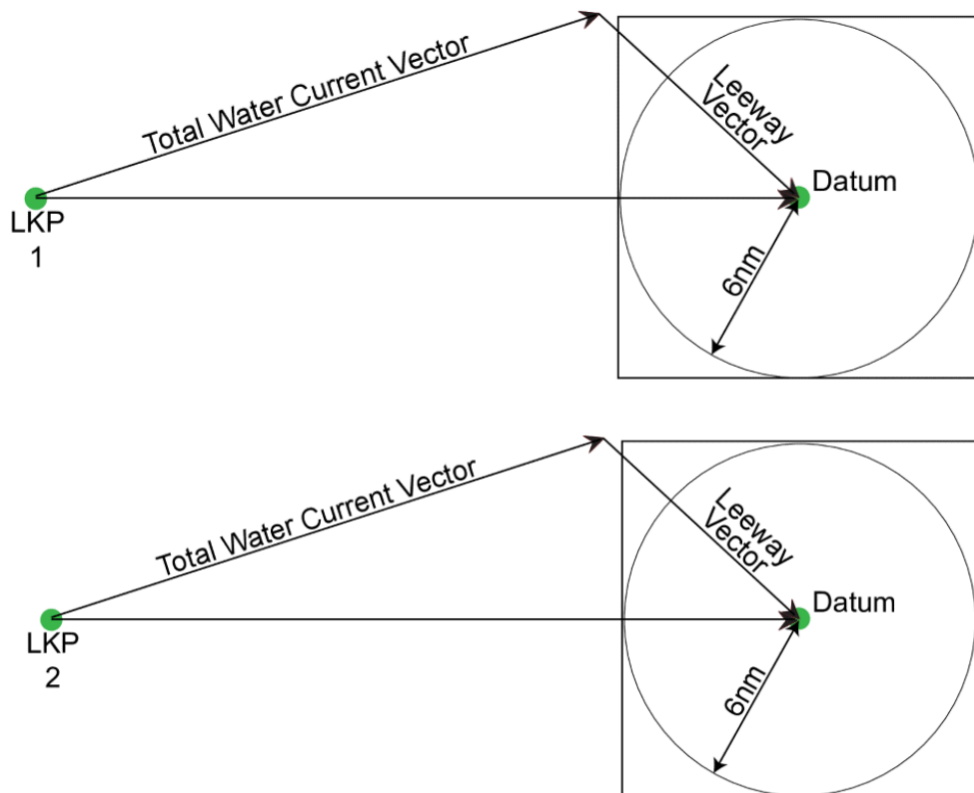 Total Water Current Vector
Leeway
Vector
Datum
LKP
1
6nm
Total Water Current Vector
Leeway
Vector
Datum
LKP
2
6nm